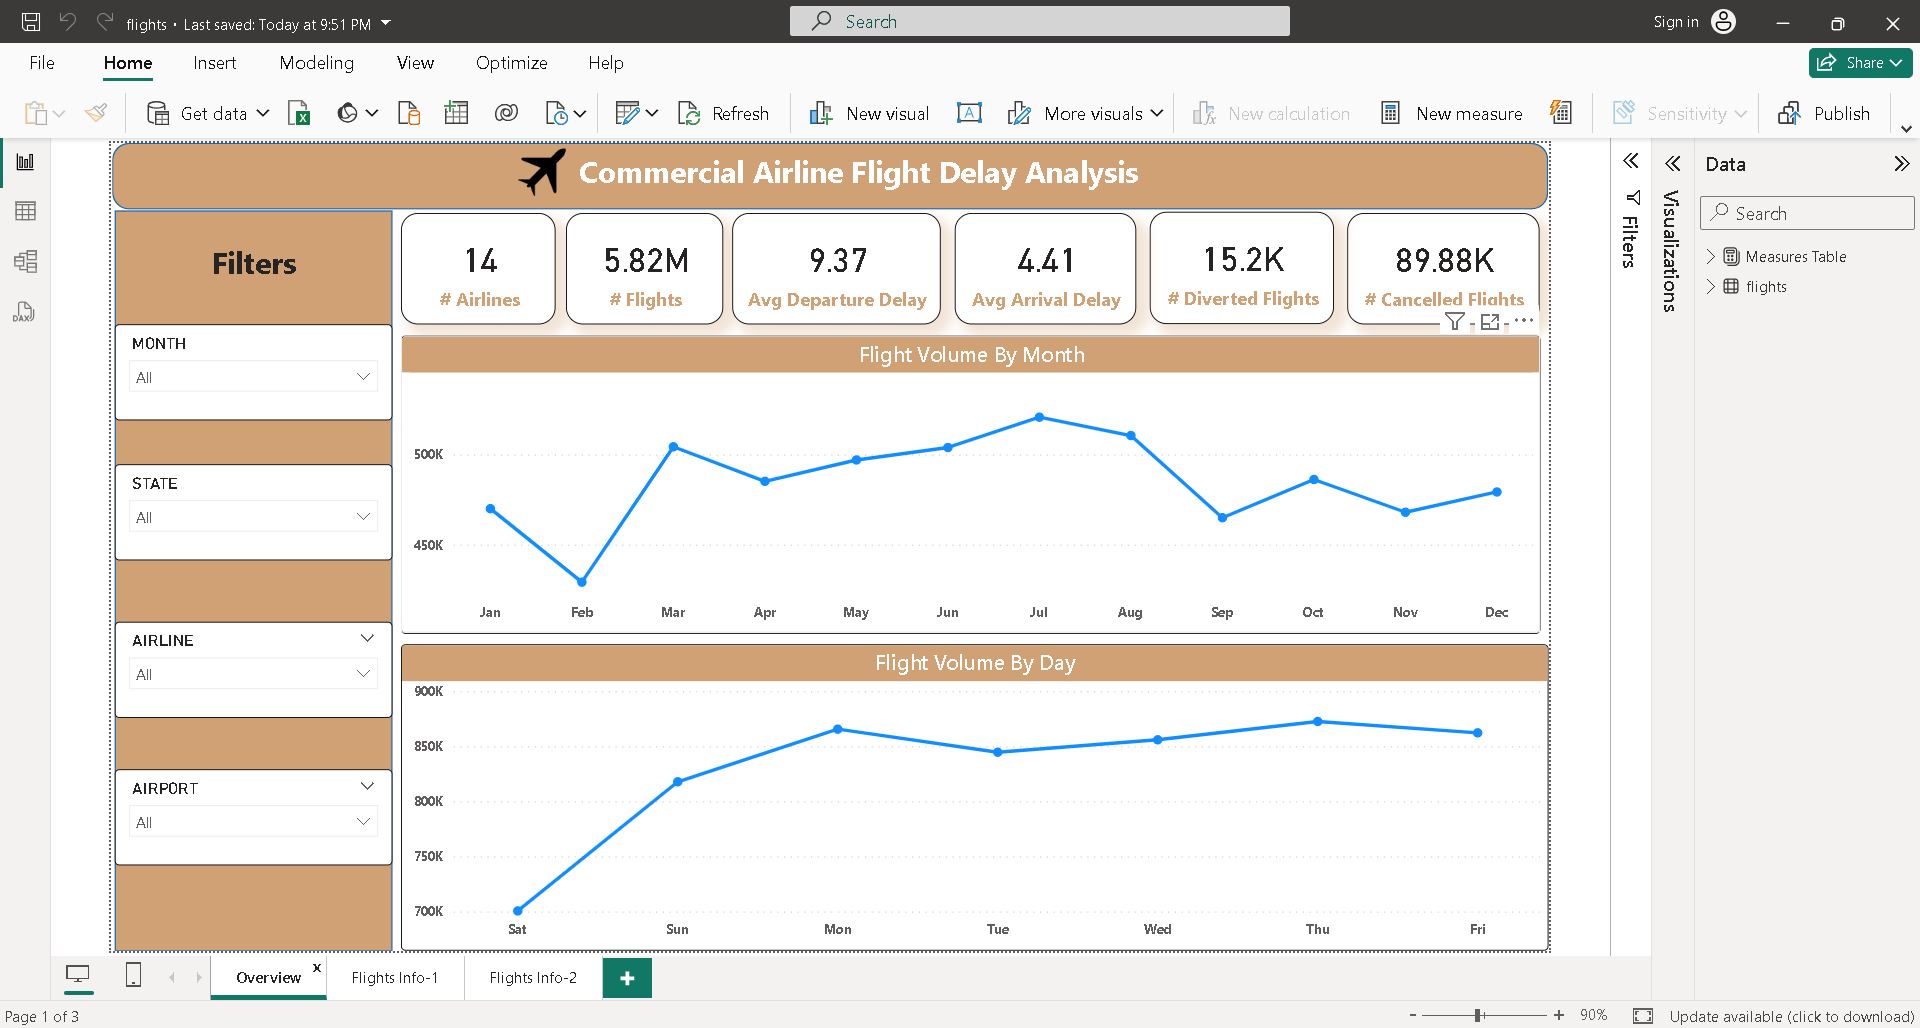 flights • Last saved: Today at 9:51 PM
Search
Sign in
File Home Insert Modeling View Optimize Help
Share
Get data
Refresh
New visual
More visuals
New calculation
New measure
Sensitivity
Publish
Commercial Airline Flight Delay Analysis
Filters
MONTH
All
STATE
All
AIRLINE
All
AIRPORT
All
14
# Airlines
5.82M
# Flights
9.37
Avg Departure Delay
4.41
Avg Arrival Delay
15.2K
# Diverted Flights
89.88K
# Cancelled Flights
Flight Volume By Month
500K
450K
Jan Feb Mar Apr May Jun Jul Aug Sep Oct Nov Dec
Flight Volume By Day
900K
850K
800K
750K
700K
Sat Sun Mon Tue Wed Thu Fri
Filters
Visualizations
Data
Search
Measures Table
flights
DAX
Overview x
Flights Info-1
Flights Info-2
+
Page 1 of 3
- + 90%
Update available (click to download)